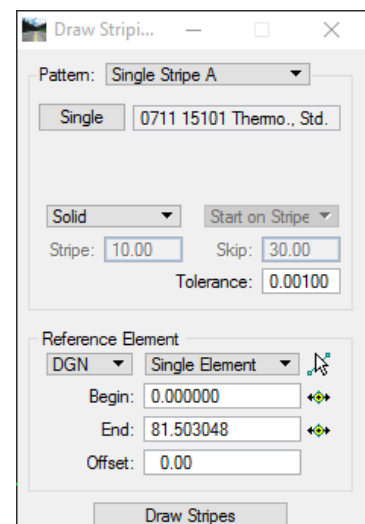 Draw Stripi...
Pattern: Single Stripe A
Single 0711 15101 Thermo., Std.
Solid Start on Stripe
Stripe: 10.00 Skip: 30.00
Tolerance: 0.00100
Reference Element
DGN Single Element
Begin: 0.000000
End: 81.503048
Offset: 0.00
Draw Stripes